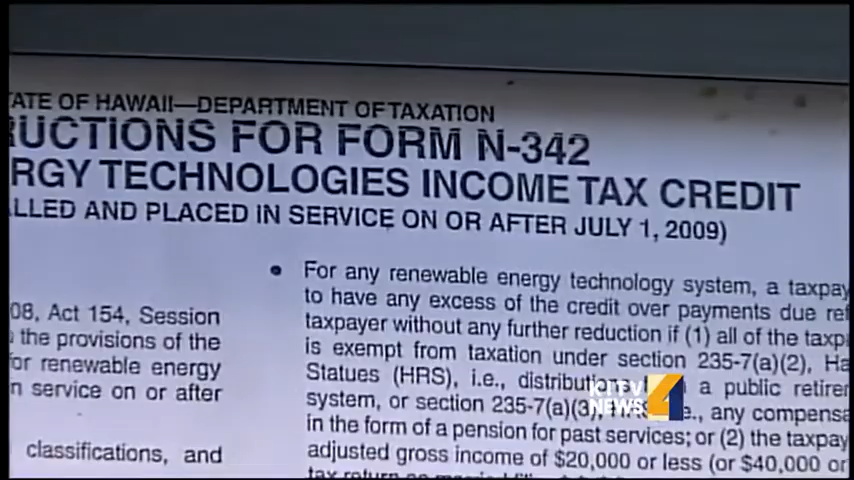 ATE OF HAWAII—DEPARTMENT OF TAXATION
RUCTIONS FOR FORM N-342
RGY TECHNOLOGIES INCOME TAX CREDIT
LLED AND PLACED IN SERVICE ON OR AFTER JULY 1, 2009)
08, Act 154, Session
the provisions of the
or renewable energy
n service on or after
classifications, and
• For any renewable energy technology system, a taxpay
to have any excess of the credit over payments due ref
taxpayer without any further reduction if (1) all of the taxp
is exempt from taxation under section 235-7(a)(2), Ha
Statues (HRS), i.e., distributions a public retirer
system, or section 235-7(a)(3), e., any compensa
in the form of a pension for past services; or (2) the taxpay
adjusted gross income of $20,000 or less (or $40,000 or
KITV
NEWS 4